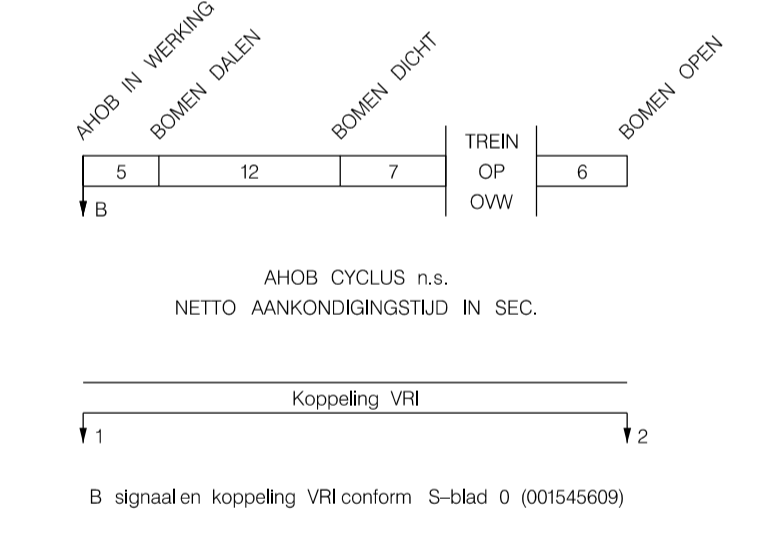 AHOB IN WERKING
BOMEN DALEN
BOMEN DICHT
BOMEN OPEN
5
12
7
TREIN
OP
OVW
6
B
AHOB CYCLUS n.s.
NETTO AANKONDIGINGSTIJD IN SEC.
Koppeling VRI
1
2
B signaal en koppeling VRI conform S-blad 0 (001545609)